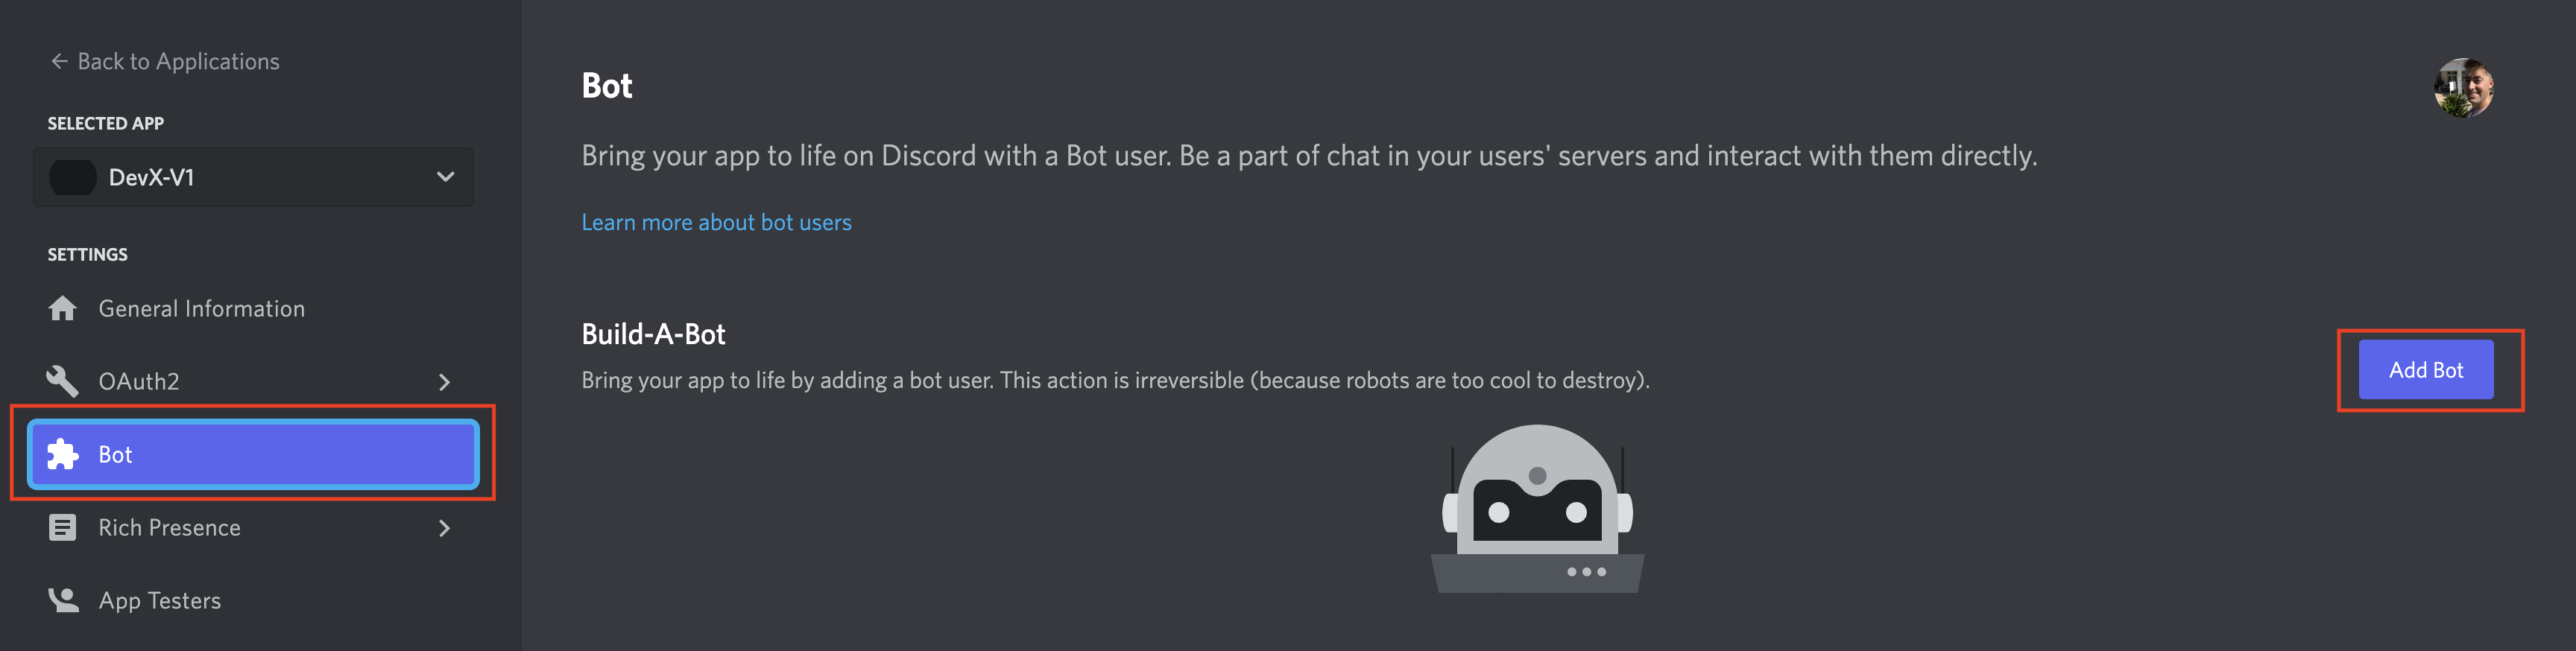 ← Back to Applications
SELECTED APP
DevX-V1
SETTINGS
General Information
OAuth2
Bot
Rich Presence
App Testers
Bot
Bring your app to life on Discord with a Bot user. Be a part of chat in your users' servers and interact with them directly.
Learn more about bot users
Build-A-Bot
Bring your app to life by adding a bot user. This action is irreversible (because robots are too cool to destroy).
Add Bot